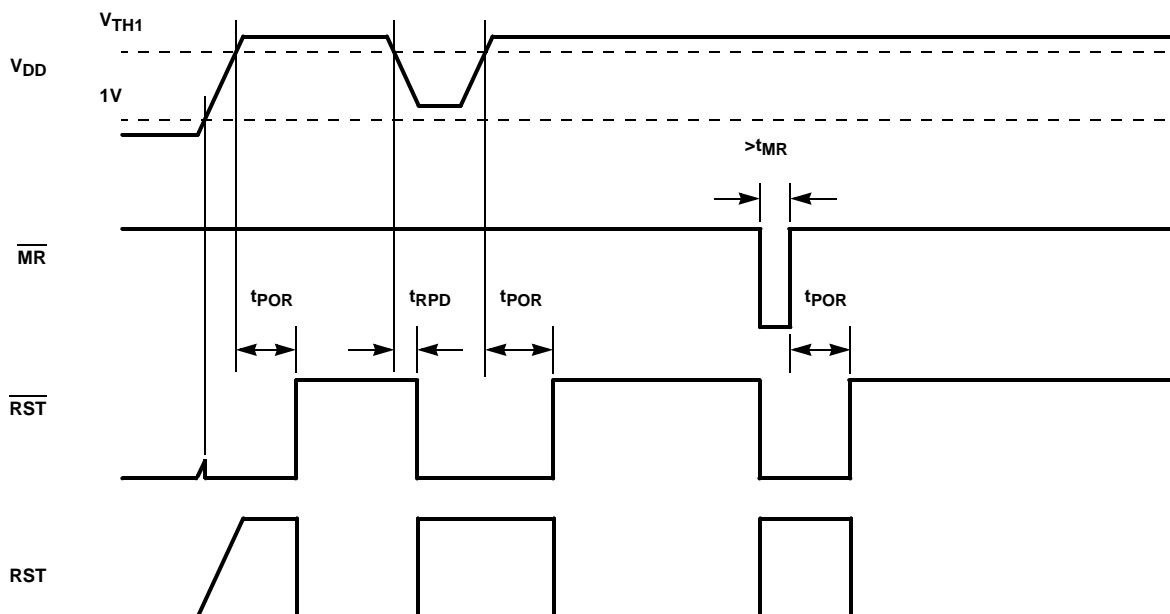 VTH1
VDD
1V
>tMR
MR
tPOR
tRPD
tPOR
tPOR
RST
RST